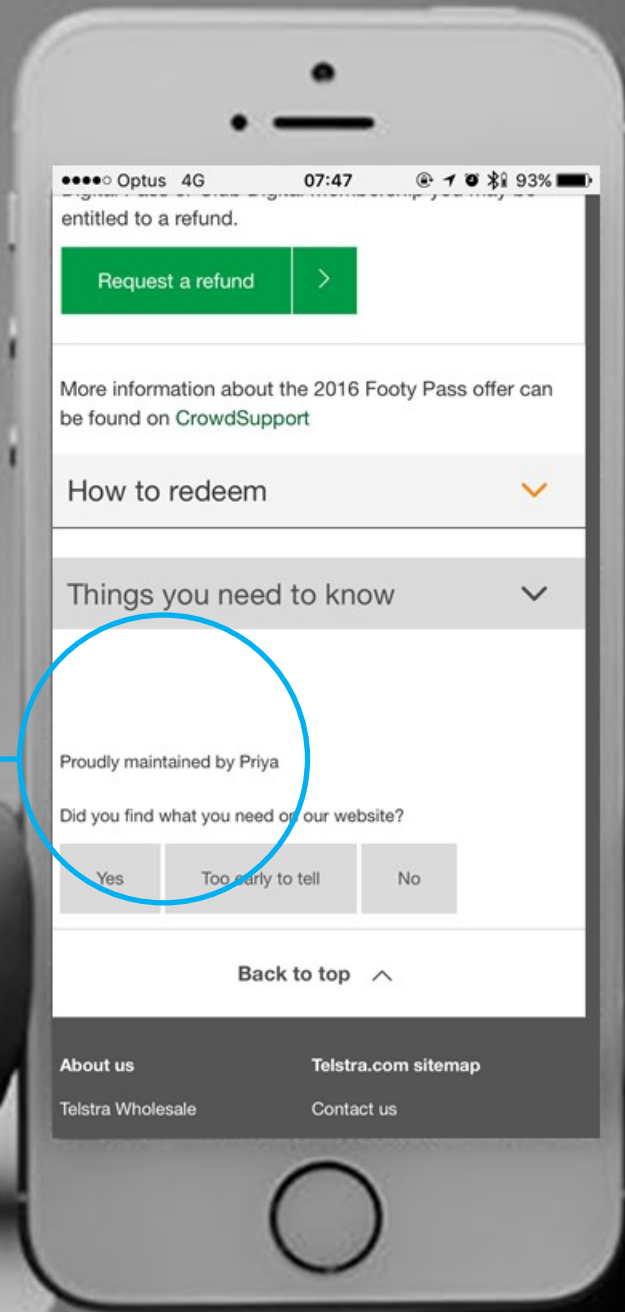 Optus 4G 07:47 93%
entitled to a refund.
Request a refund
More information about the 2016 Footy Pass offer can
be found on CrowdSupport
How to redeem
Things you need to know
Proudly maintained by Priya
Did you find what you need on our website?
Yes Too early to tell No
Back to top
About us Telstra.com sitemap
Telstra Wholesale Contact us